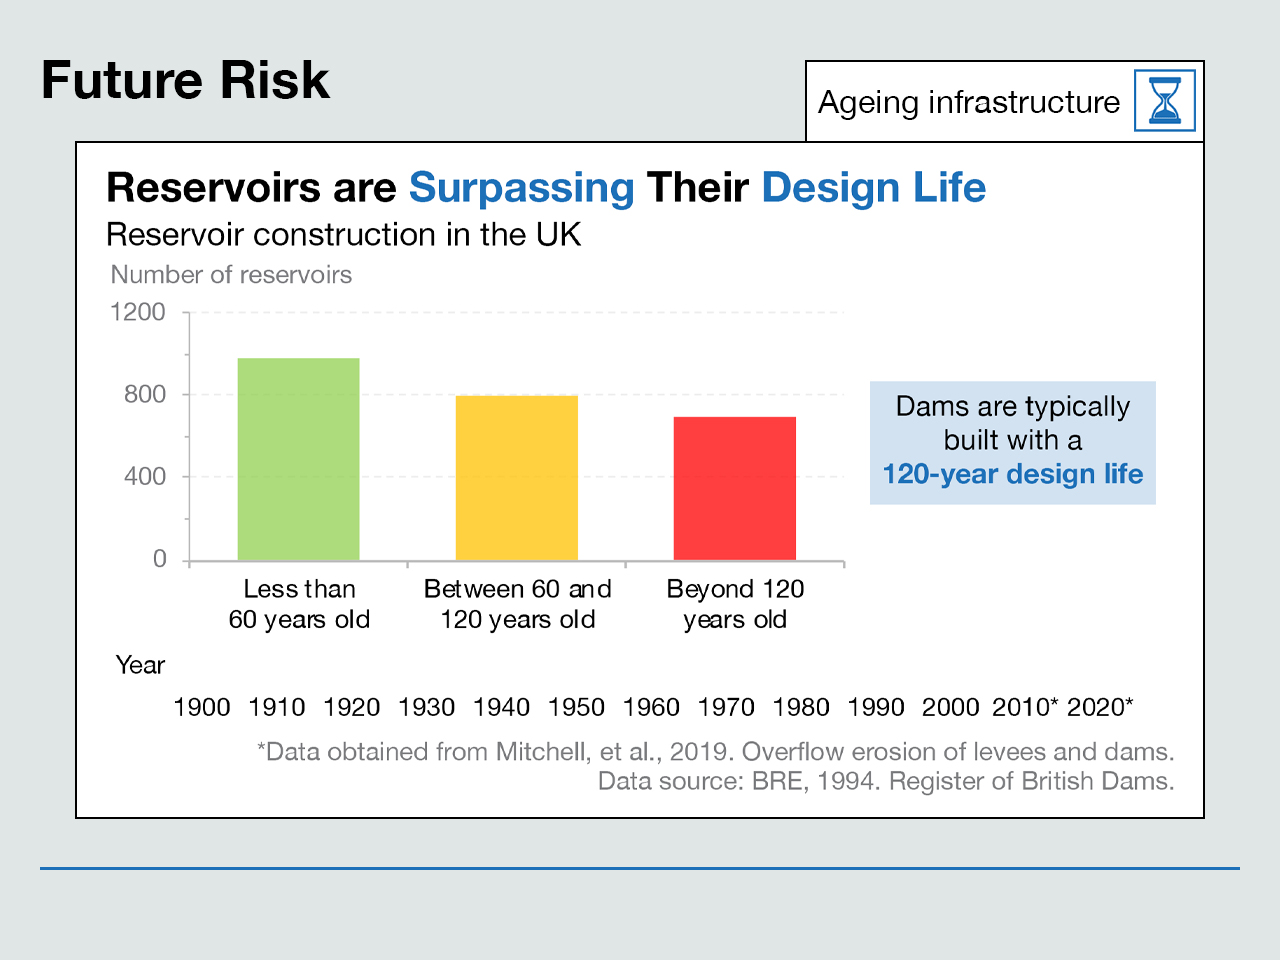 Future Risk
Ageing infrastructure
Reservoirs are Surpassing Their Design Life
Reservoir construction in the UK
Number of reservoirs
1200
800
400
0
Less than
60 years old
Between 60 and
120 years old
Beyond 120
years old
Dams are typically
built with a
120-year design life
Year
1900 1910 1920 1930 1940 1950 1960 1970 1980 1990 2000 2010* 2020*
*Data obtained from Mitchell, et al., 2019. Overflow erosion of levees and dams.
Data source: BRE, 1994. Register of British Dams.